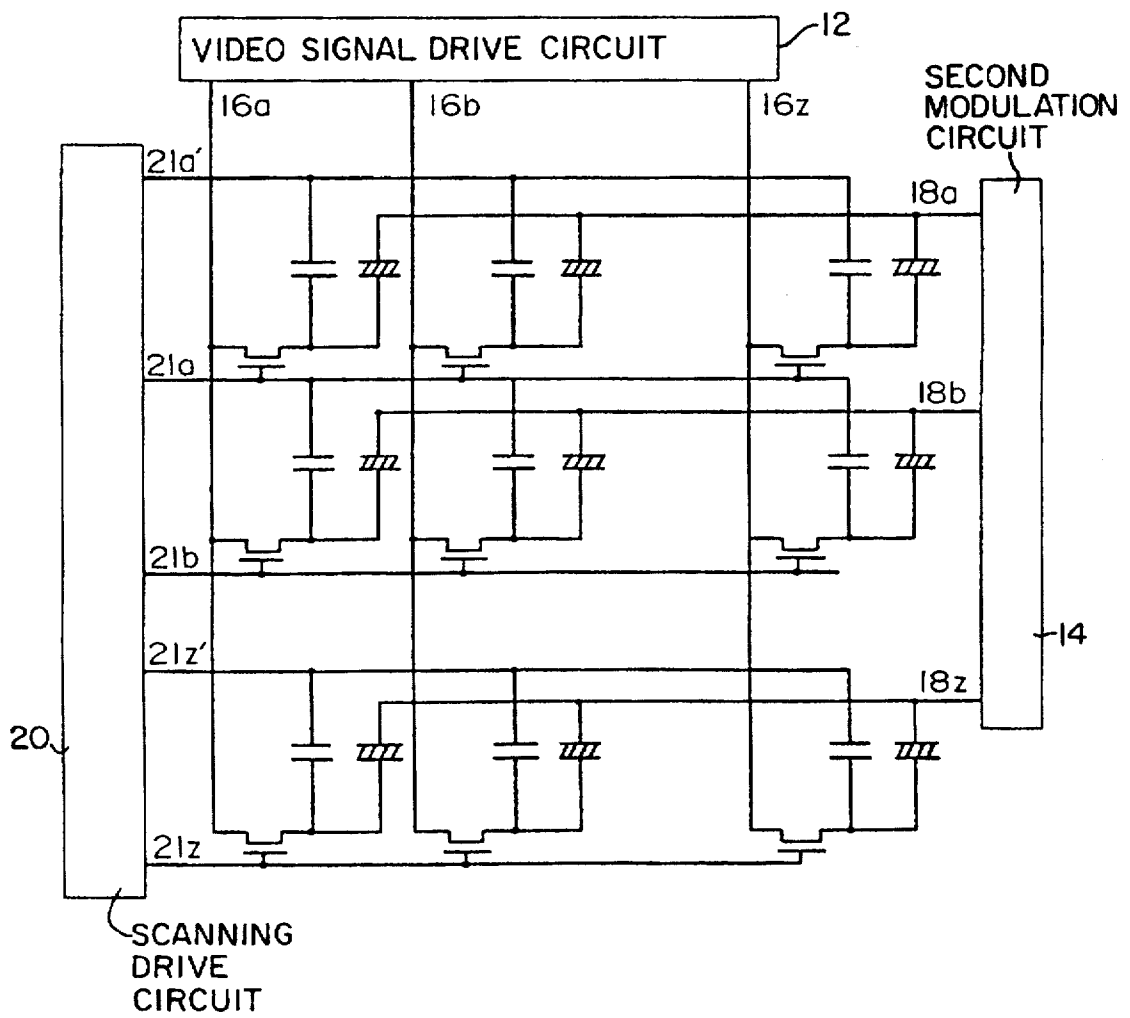 VIDEO SIGNAL DRIVE CIRCUIT
12
16a
16b
16z
SECOND
MODULATION
CIRCUIT
21a'
18a
21a
18b
21b
21z'
18z
14
20
21z
SCANNING
DRIVE
CIRCUIT